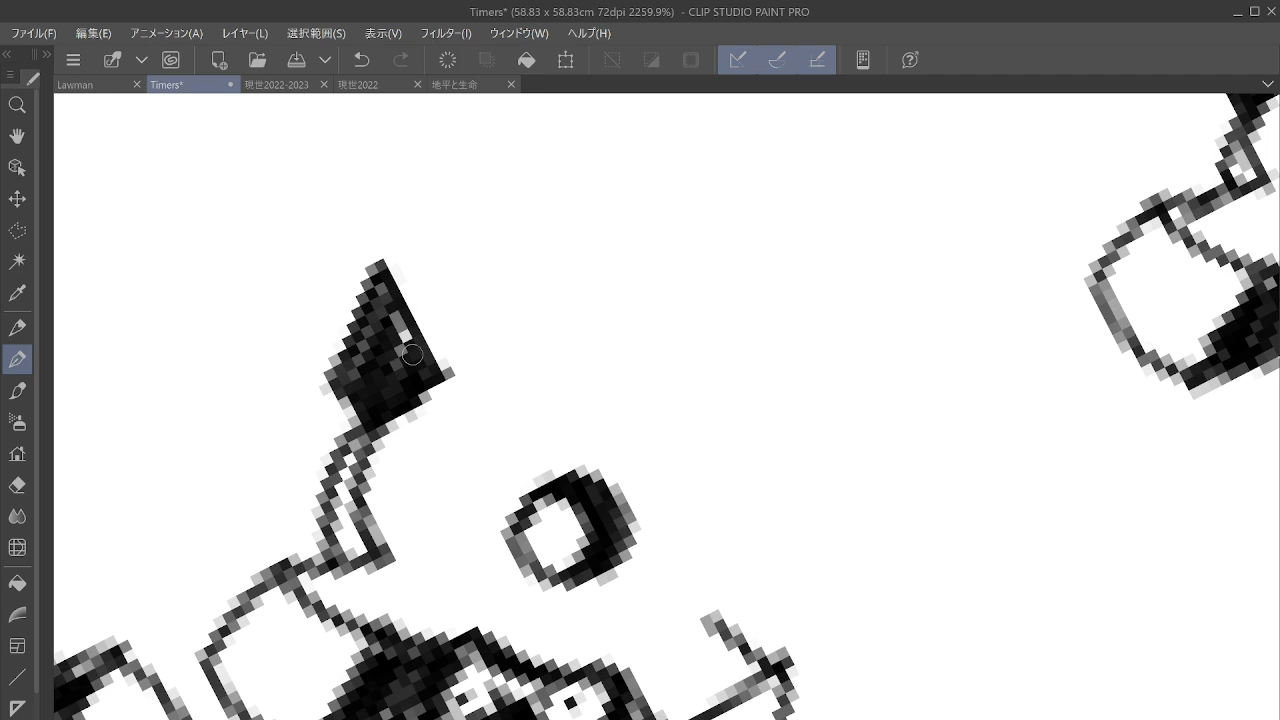 Timers* (58.83 x 58.83cm 72dpi 2259.9%)  - CLIP STUDIO PAINT PRO
ファイル(F) 編集(E) アニメーション(A) レイヤー(L) 選択範囲(S) 表示(V) フィルター(I) ウィンドウ(W) ヘルプ(H)
Lawman Timers* 現世2022-2023 現世2022 地平と生命